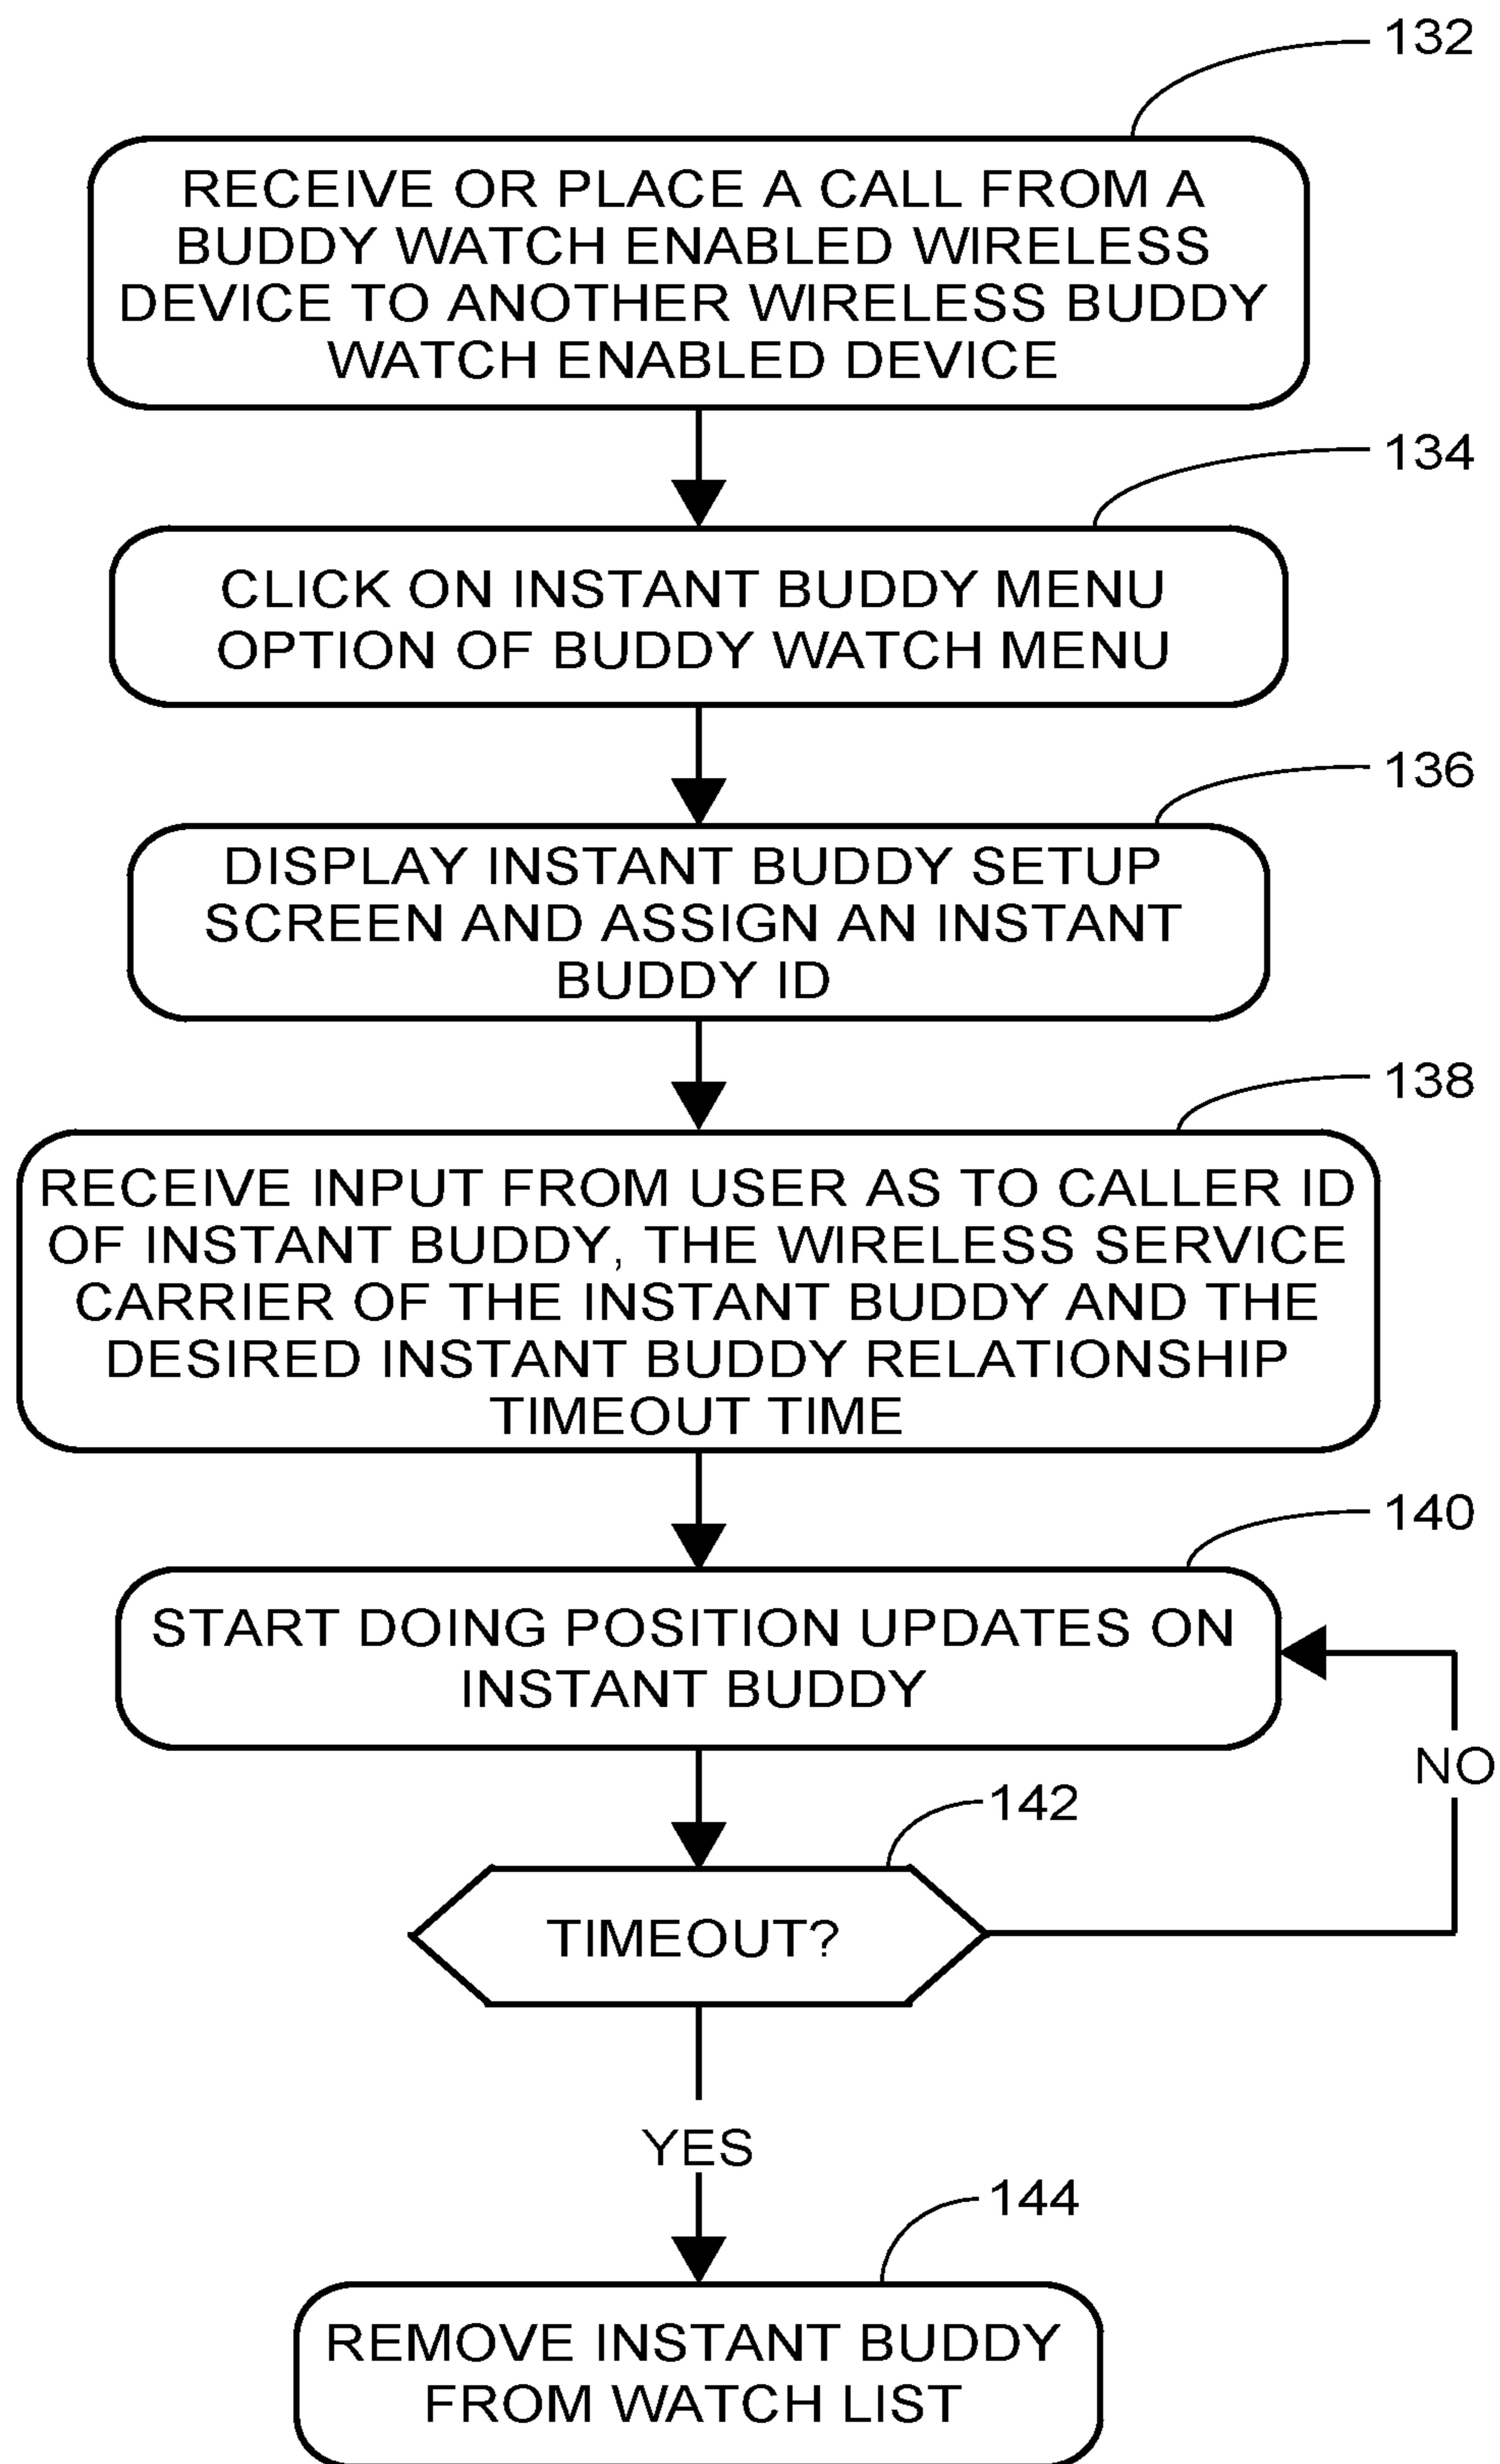 132
RECEIVE OR PLACE A CALL FROM A
BUDDY WATCH ENABLED WIRELESS
DEVICE TO ANOTHER WIRELESS BUDDY
WATCH ENABLED DEVICE
134
CLICK ON INSTANT BUDDY MENU
OPTION OF BUDDY WATCH MENU
136
DISPLAY INSTANT BUDDY SETUP
SCREEN AND ASSIGN AN INSTANT
BUDDY ID
138
RECEIVE INPUT FROM USER AS TO CALLER ID
OF INSTANT BUDDY, THE WIRELESS SERVICE
CARRIER OF THE INSTANT BUDDY AND THE
DESIRED INSTANT BUDDY RELATIONSHIP
TIMEOUT TIME
140
START DOING POSITION UPDATES ON
INSTANT BUDDY
NO
142
TIMEOUT?
YES
144
REMOVE INSTANT BUDDY
FROM WATCH LIST